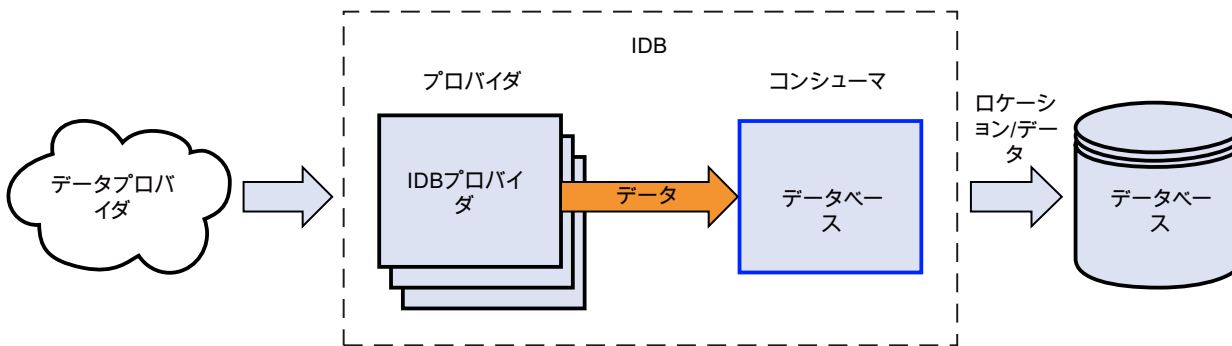 IDB
プロバイダ
コンシューマ
ロケーシ
ョン/デー
タ
データプロバ
イダ
IDBプロバイ
ダ
データ
データベー
ス
データベー
ス